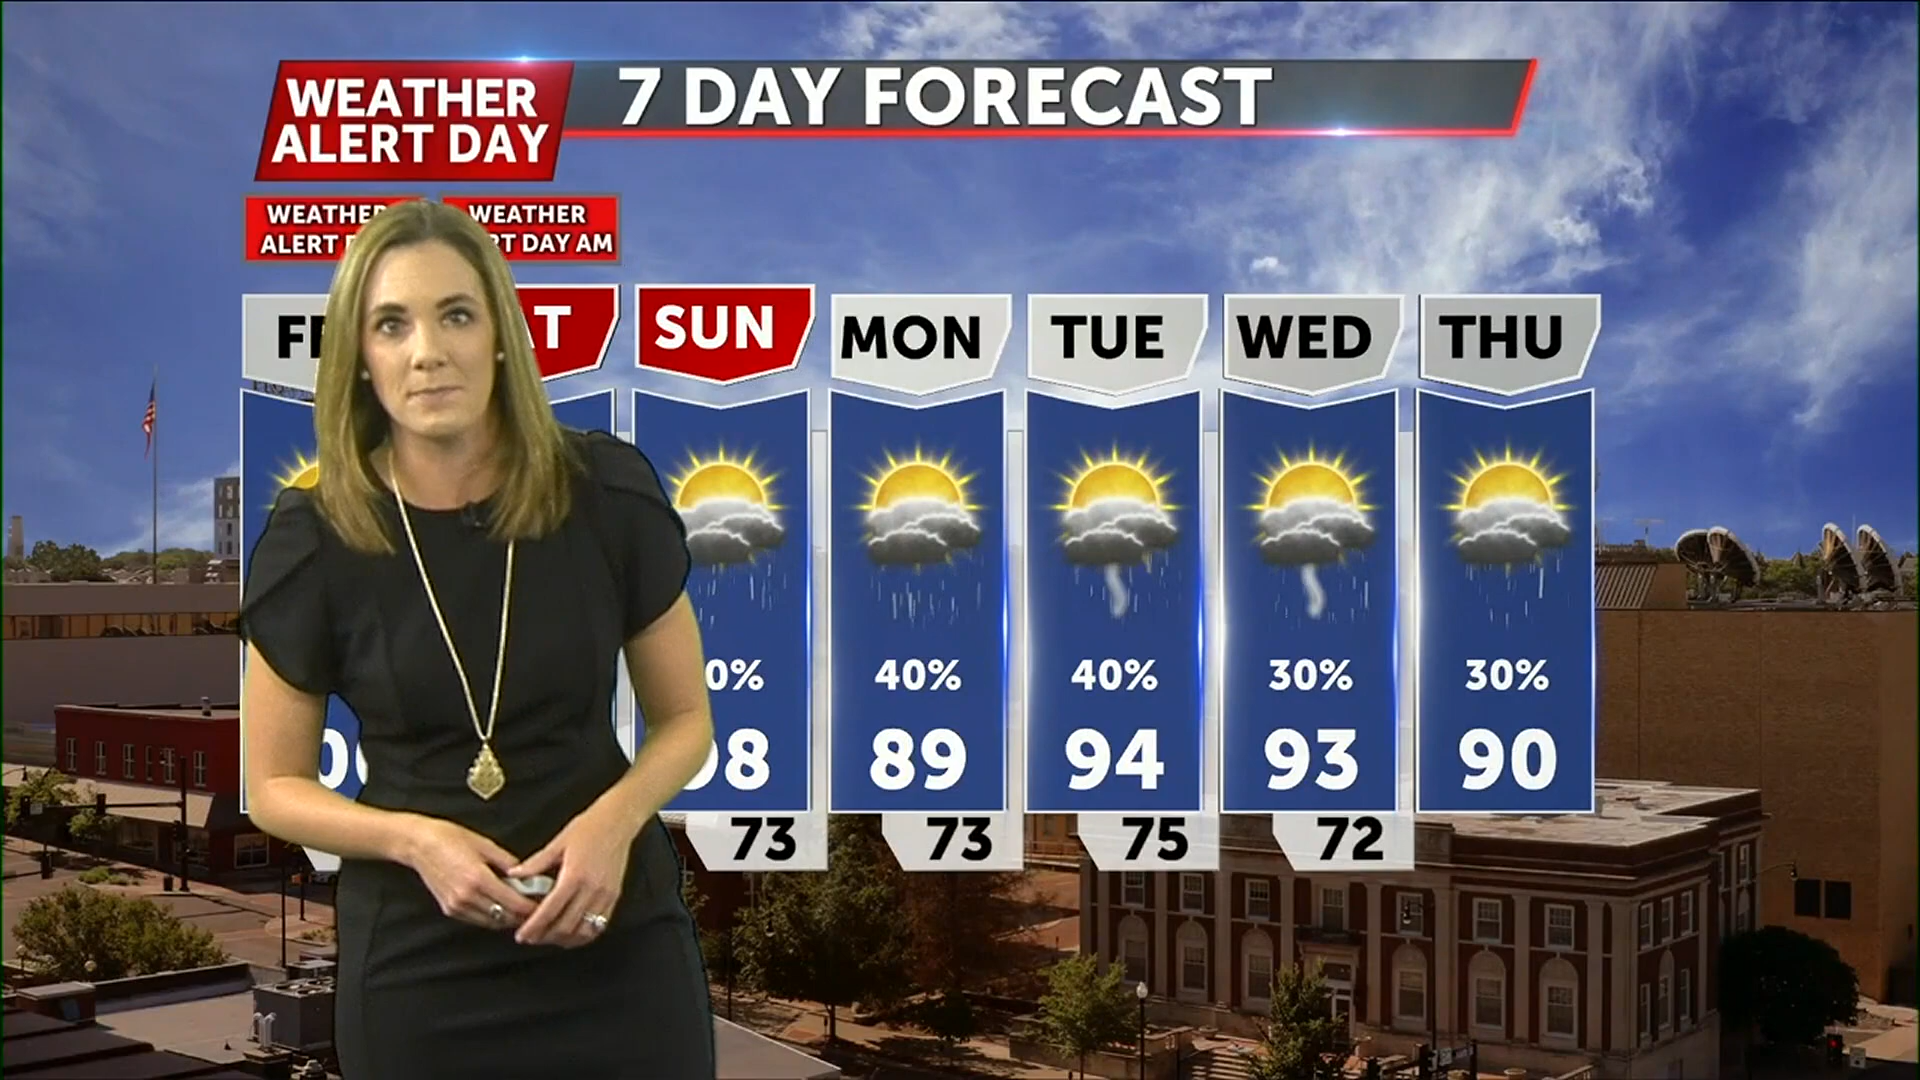 WEATHER
ALERT DAY
7 DAY FORECAST
WEATHER WEATHER
ALERT DAY AM
SUN MON TUE WED THU
40% 40% 30% 30%
89 94 93 90
73 73 75 72